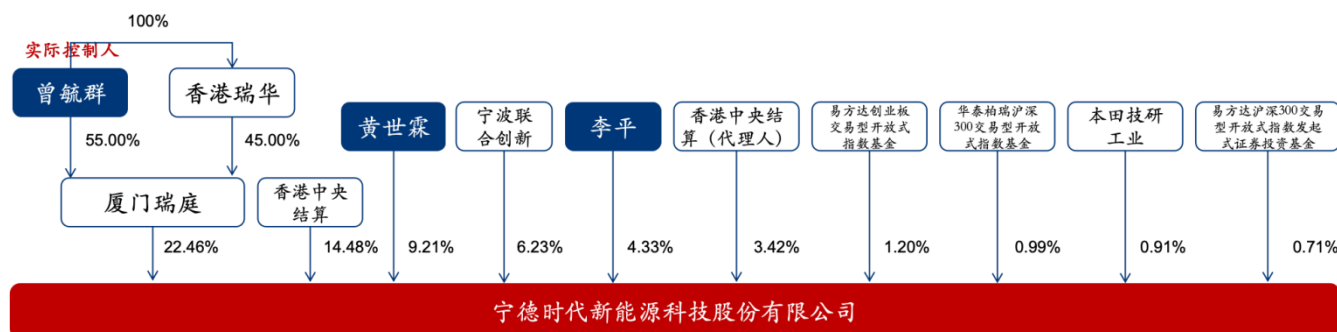 100%
实际控制人
曾毓群
香港瑞华
55.00%
45.00%
厦门瑞庭
香港中央
结算
黄世霖
宁波联
合创新
李平
香港中央结
算（代理人）
易方达创业板
交易型开放式
指数基金
华泰柏瑞沪深
300交易型开放
式指数基金
本田技研
工业
易方达沪深300交易
型开放式指数发起
式证券投资基金
22.46%
14.48%
9.21%
6.23%
4.33%
3.42%
1.20%
0.99%
0.91%
0.71%
宁德时代新能源科技股份有限公司